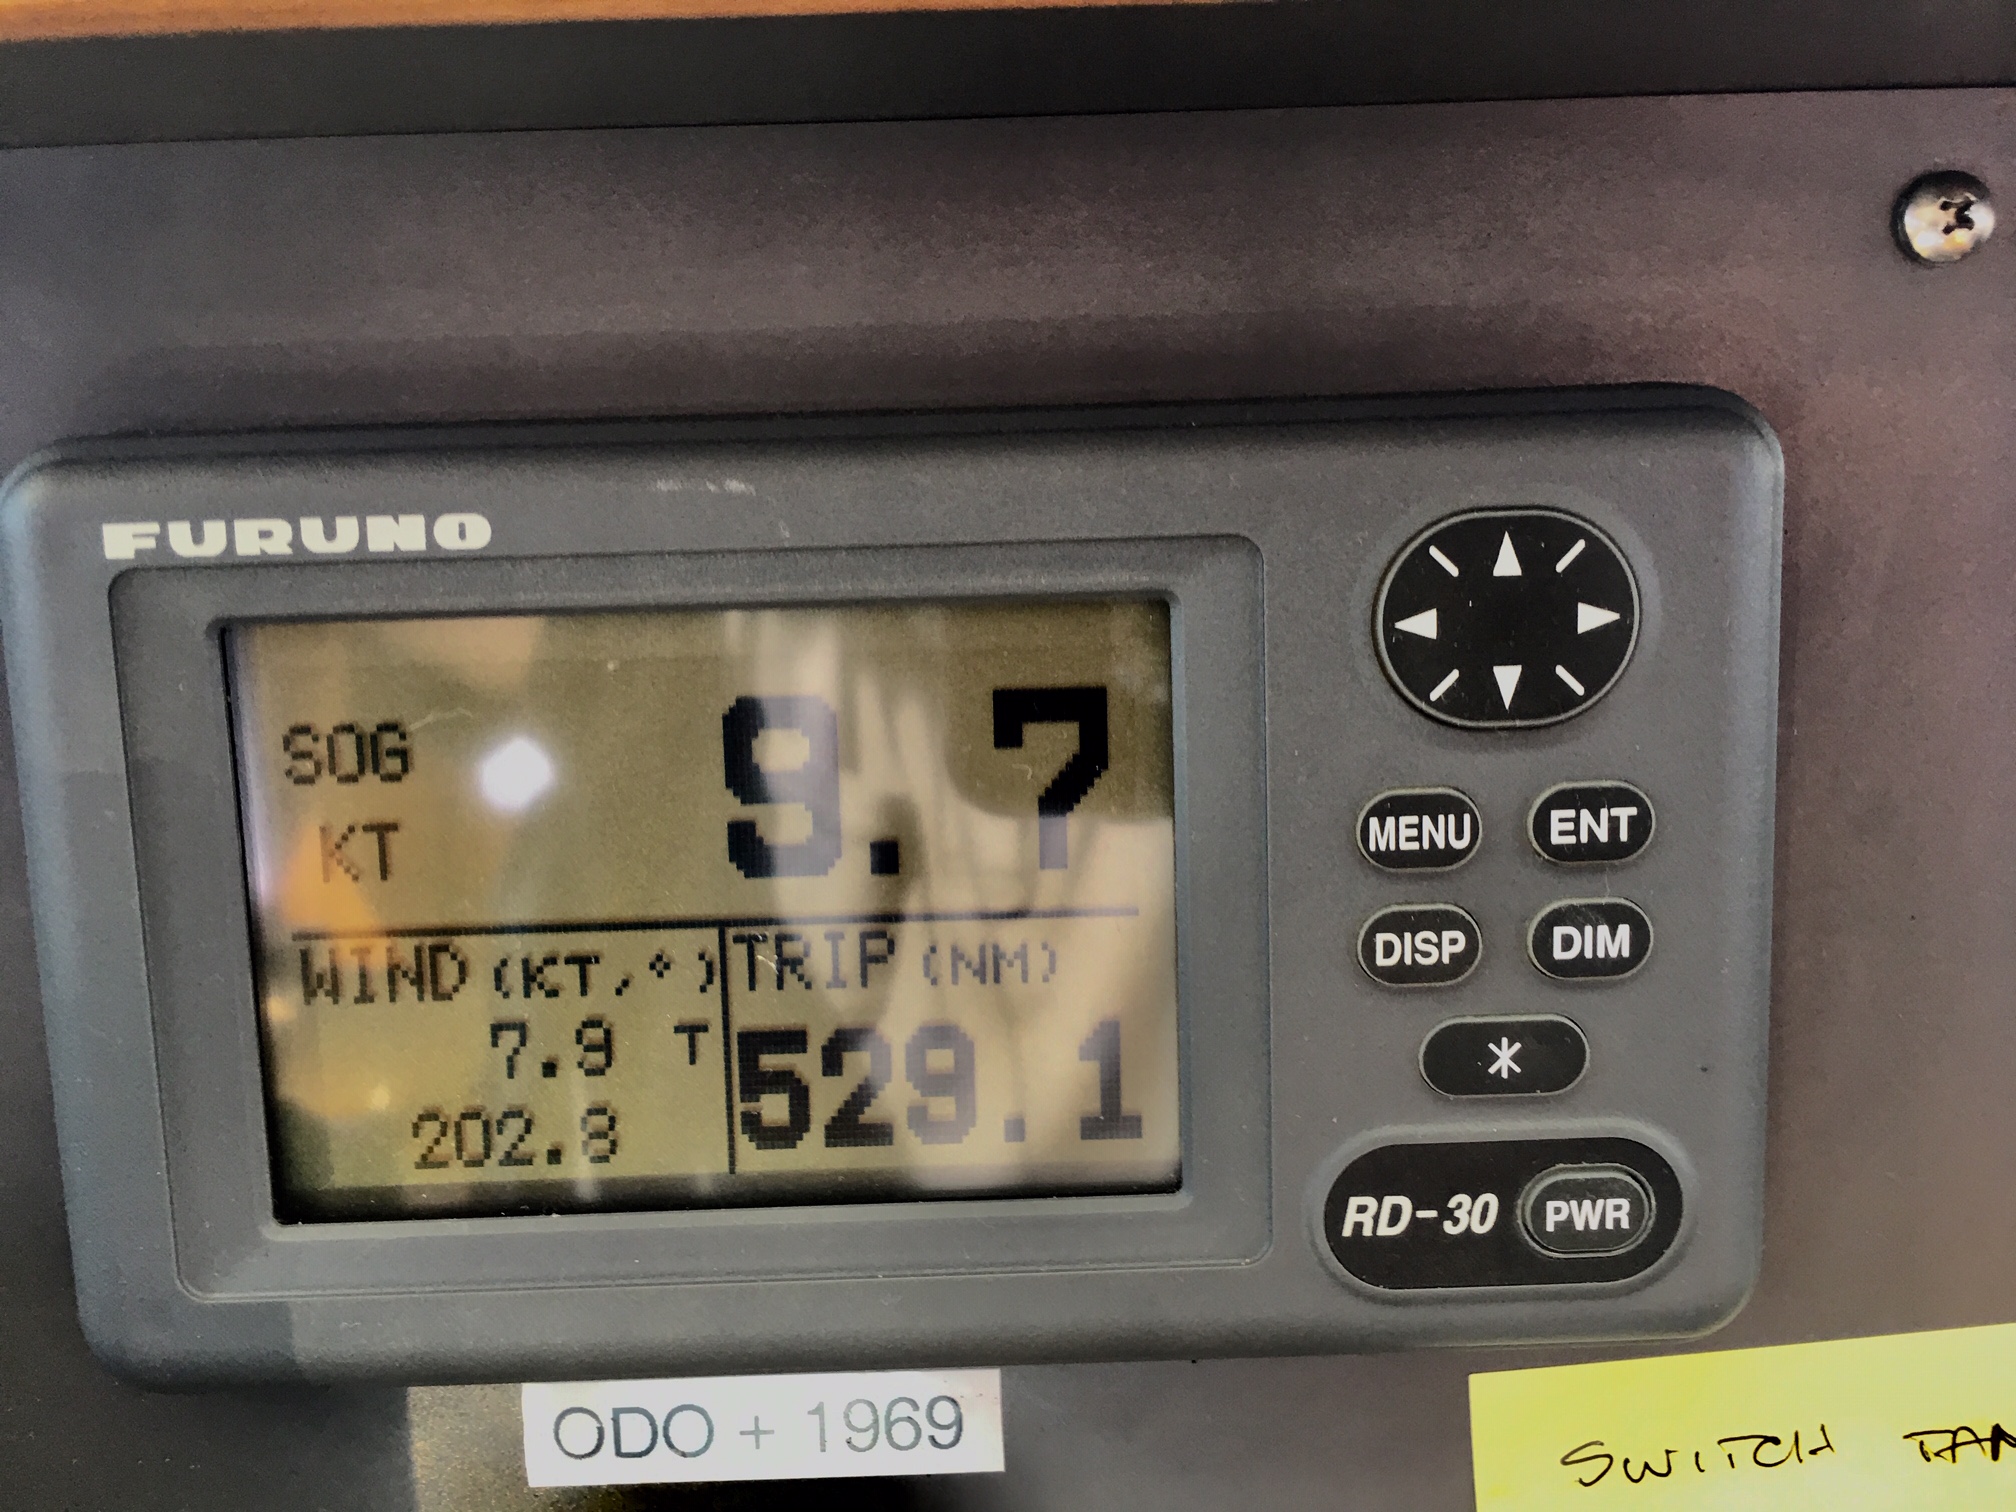 FURUNO
SOG 9.7
KT
WIND (KT,°)
7.9 T
202.8
TRIP (NM)
529.1
MENU ENT
DISP DIM
*
RD-30 PWR
ODO + 1969
SWITCH